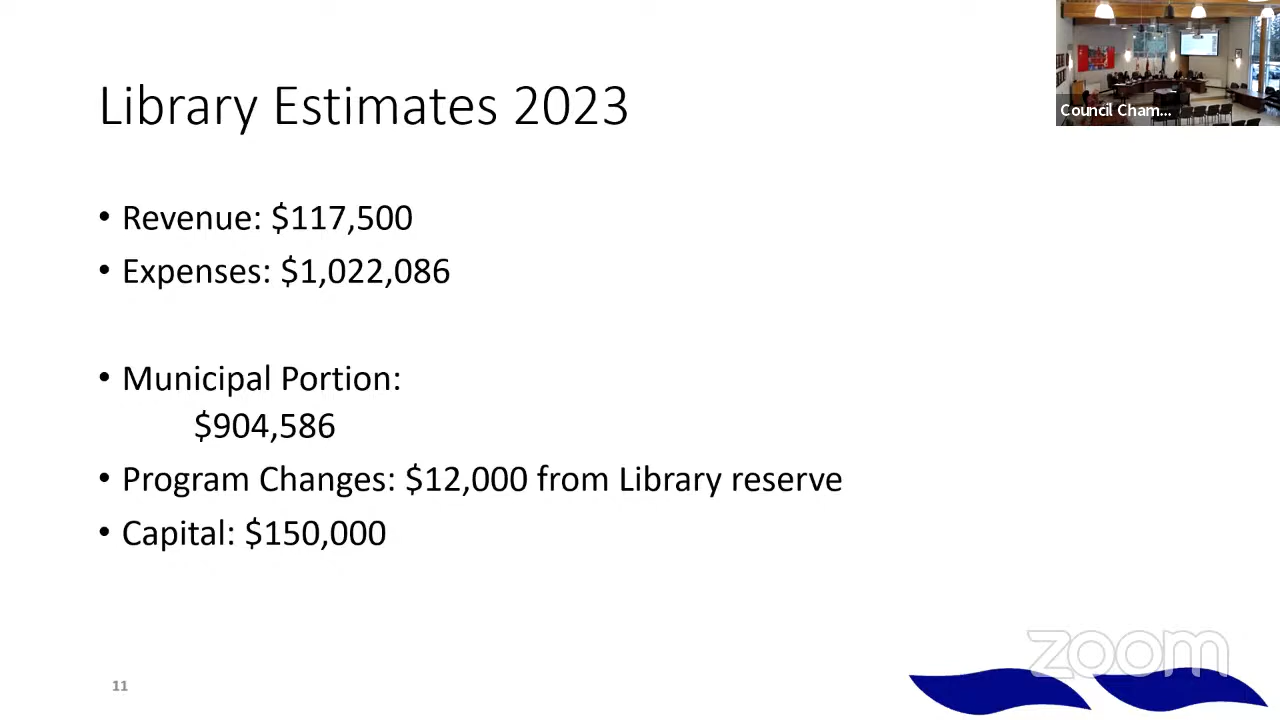 Council Cham...
Library Estimates 2023
• Revenue: $117,500
• Expenses: $1,022,086
• Municipal Portion:
$904,586
• Program Changes: $12,000 from Library reserve
• Capital: $150,000
zoom
11